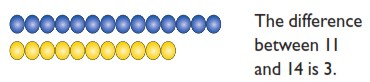 The difference
between 11
and 14 is 3.